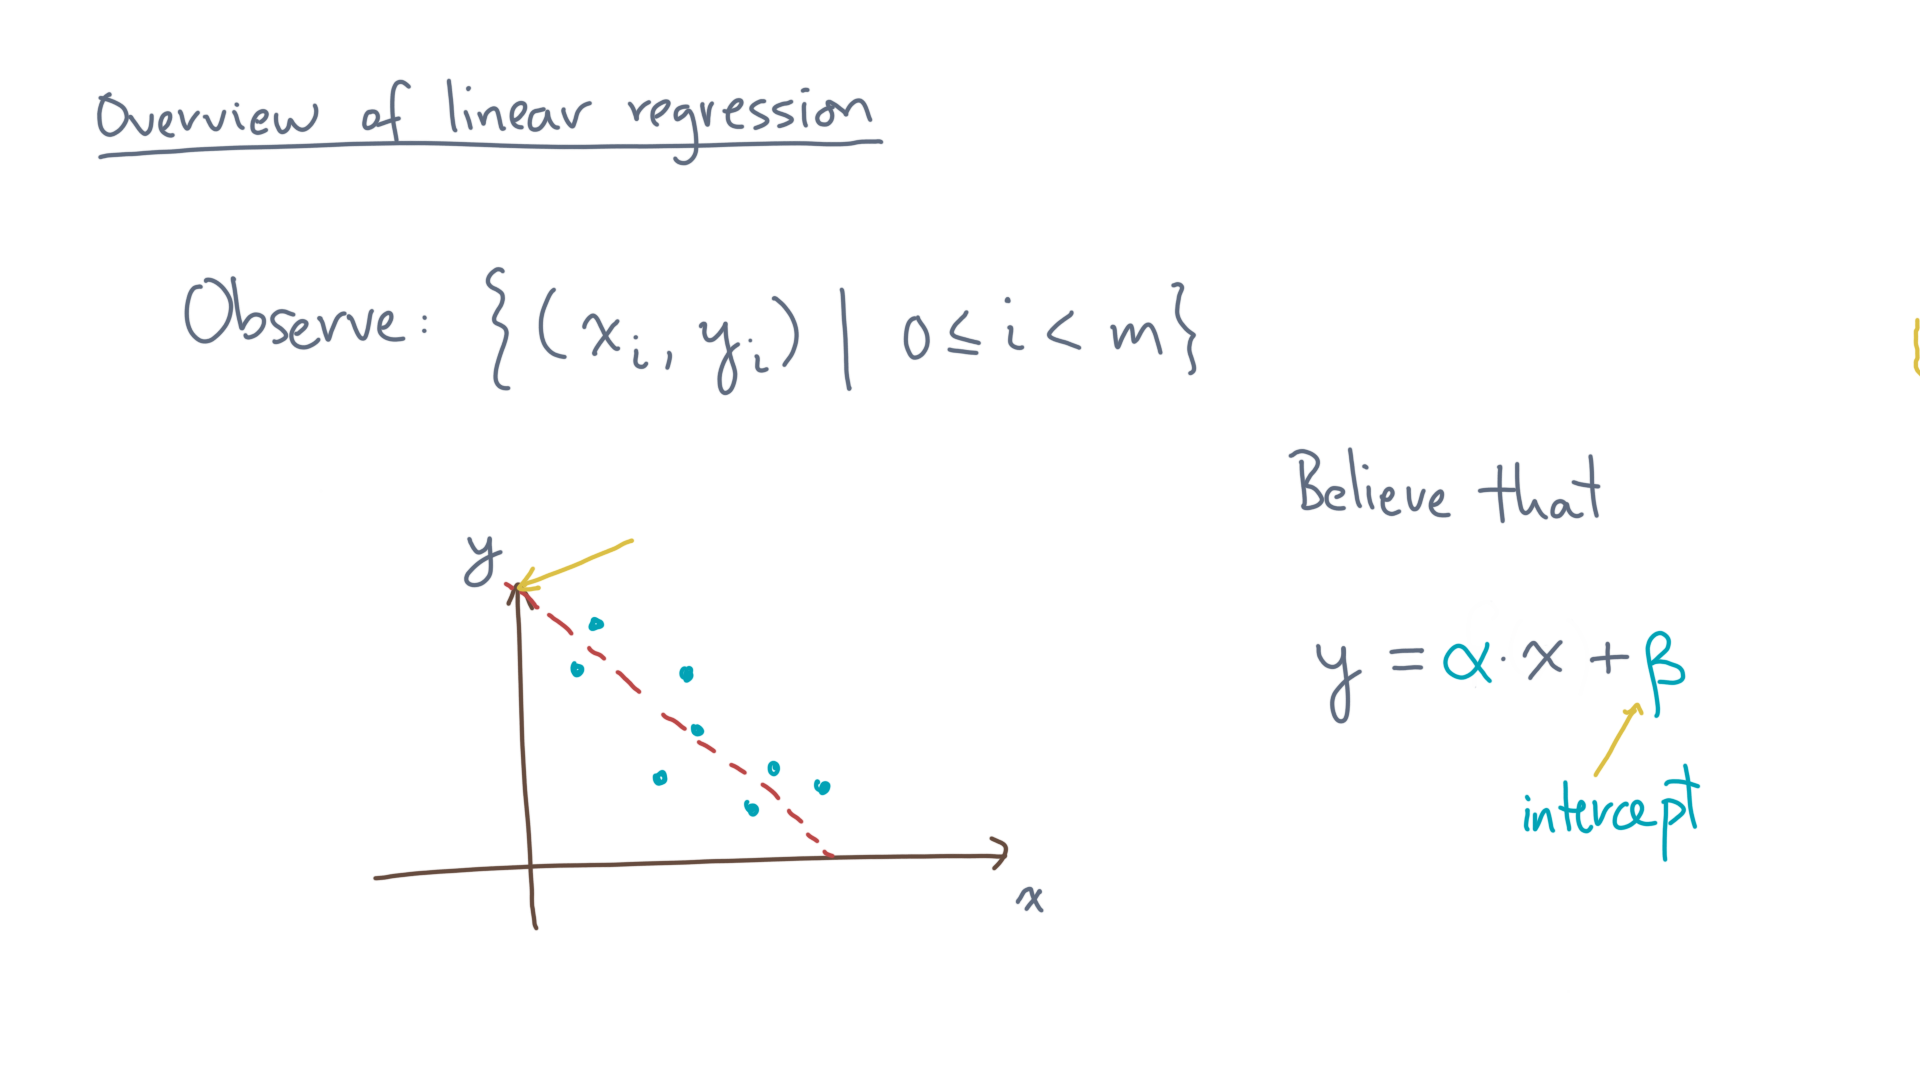 Overview of linear regression
Observe: {(xᵢ, yᵢ) | 0 ≤ i < m}
Believe that
y
y = α · x + β
intercept
x